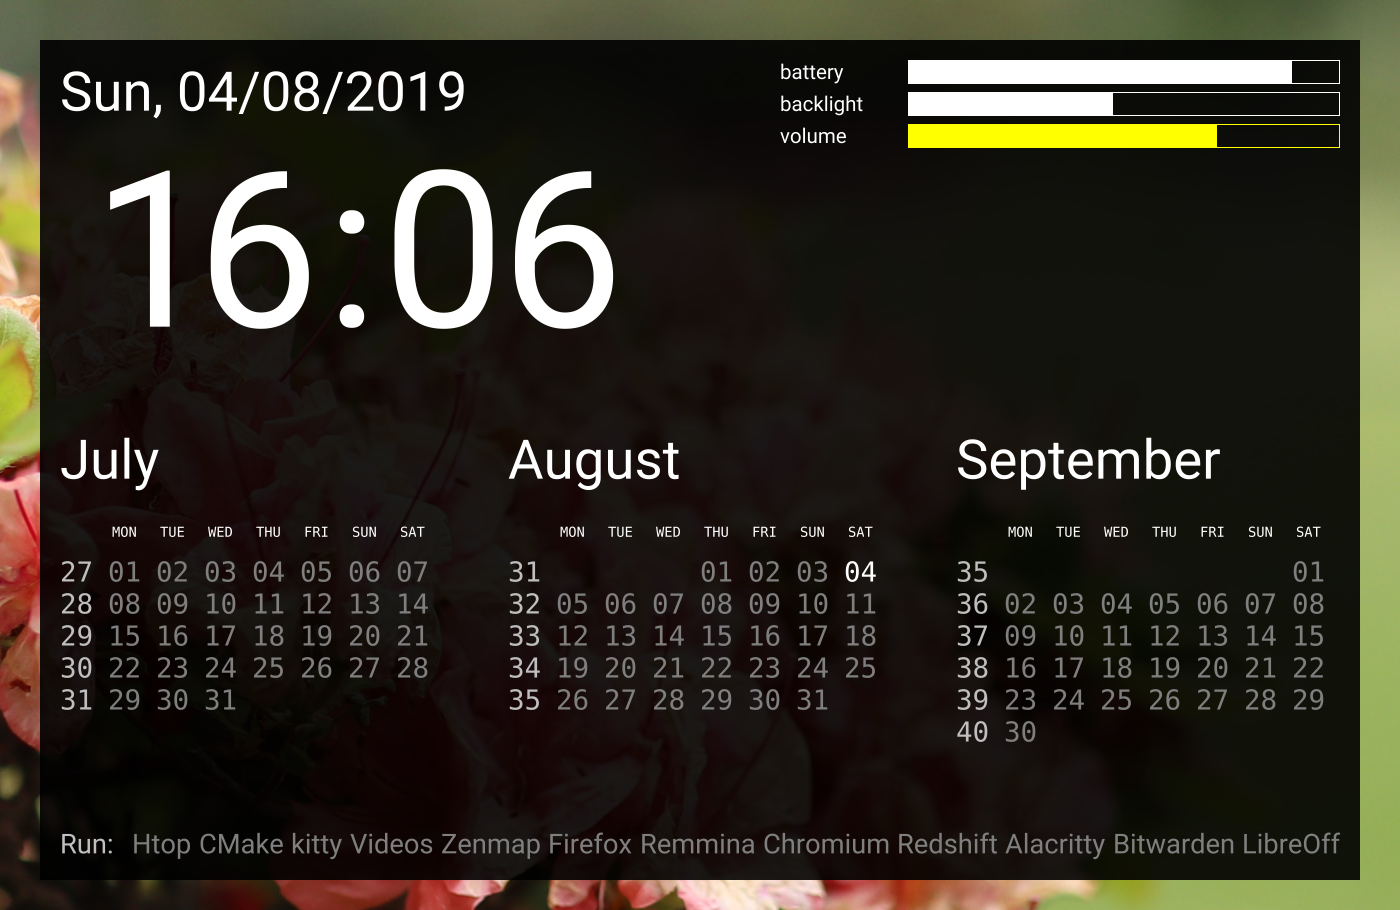 Sun, 04/08/2019
battery
backlight
volume
16:06
July
MON TUE WED THU FRI SUN SAT
27 01 02 03 04 05 06 07
28 08 09 10 11 12 13 14
29 15 16 17 18 19 20 21
30 22 23 24 25 26 27 28
31 29 30 31
August
MON TUE WED THU FRI SUN SAT
31 01 02 03 04
32 05 06 07 08 09 10 11
33 12 13 14 15 16 17 18
34 19 20 21 22 23 24 25
35 26 27 28 29 30 31
September
MON TUE WED THU FRI SUN SAT
35 01
36 02 03 04 05 06 07 08
37 09 10 11 12 13 14 15
38 16 17 18 19 20 21 22
39 23 24 25 26 27 28 29
40 30
Run: Htop CMake kitty Videos Zenmap Firefox Remmina Chromium Redshift Alacritty Bitwarden LibreOff